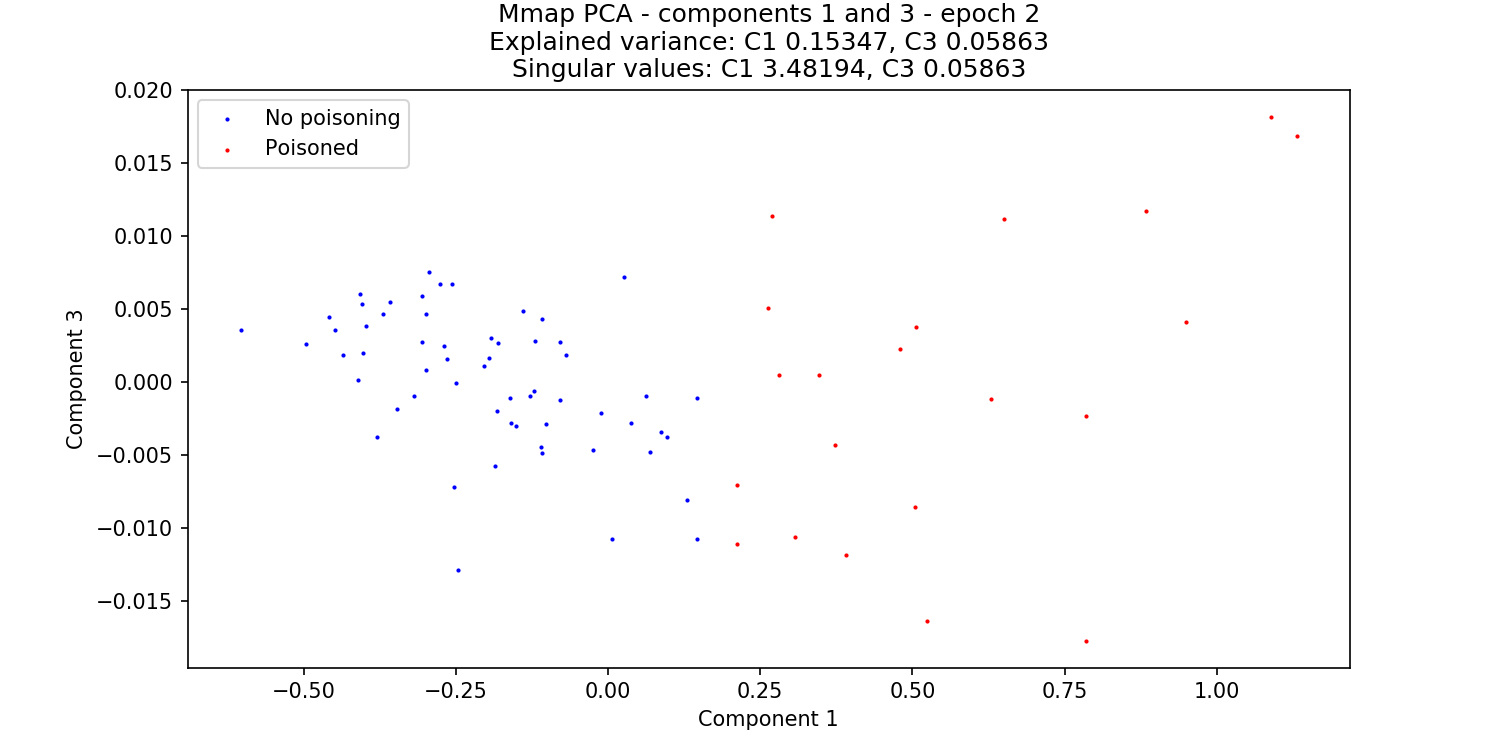 Mmap PCA - components 1 and 3 - epoch 2
Explained variance: C1 0.15347, C3 0.05863
Singular values: C1 3.48194, C3 0.05863
No poisoning
Poisoned
0.020
0.015
0.010
0.005
0.000
−0.005
−0.010
−0.015
Component 3
−0.50
−0.25
0.00
0.25
0.50
0.75
1.00
Component 1